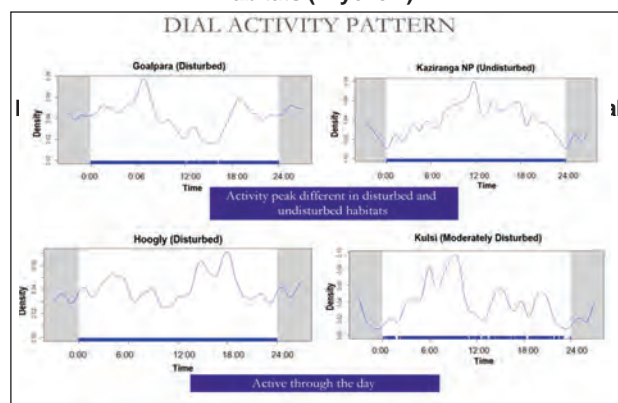 DIAL ACTIVITY PATTERN
Goalpara (Disturbed)
Density
0:00 0:06 12:00 18:00 24:00
Time
Kaziranga NP (Undisturbed)
Density
0:00 6:00 12:00 18:00 24:00
Time
Activity peak different in disturbed and
undisturbed habitats
Hoogly (Disturbed)
Density
0:00 6:00 12:00 18:00 24:00
Time
Kulsi (Moderately Disturbed)
Density
0:00 6:00 12:00 18:00 24:00
Time
Active through the day